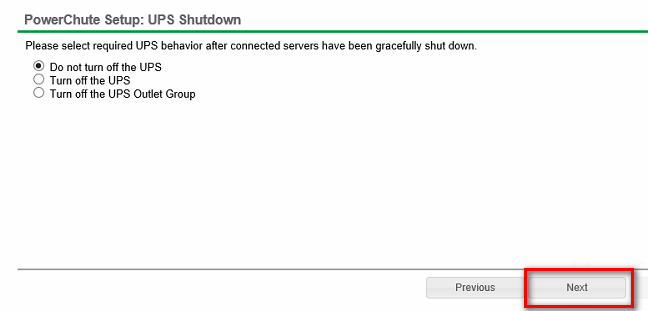 PowerChute Setup: UPS Shutdown
Please select required UPS behavior after connected servers have been gracefully shut down.
Do not turn off the UPS
Turn off the UPS
Turn off the UPS Outlet Group
Previous
Next